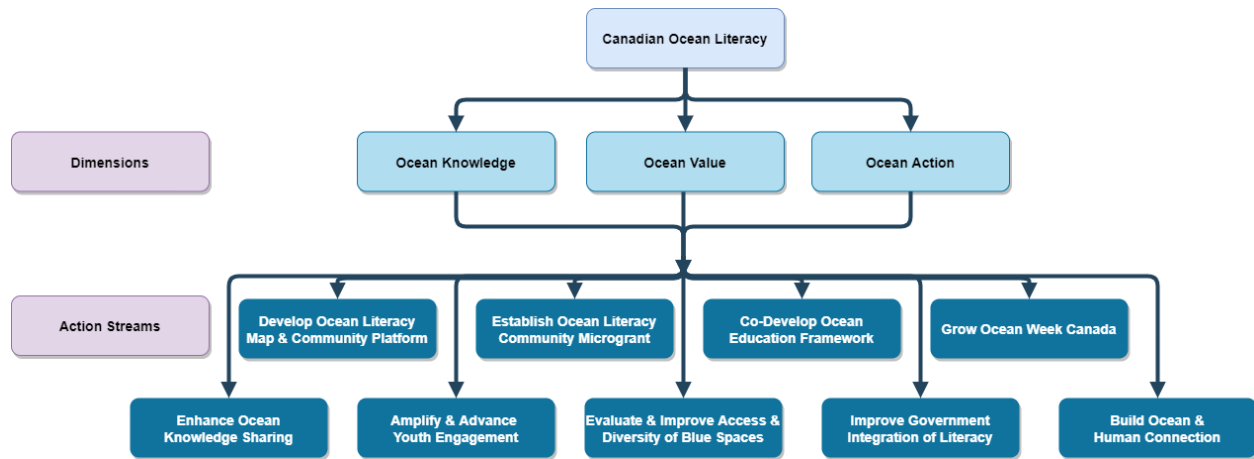 Canadian Ocean Literacy
Dimensions
Ocean Knowledge
Ocean Value
Ocean Action
Action Streams
Develop Ocean Literacy
Map & Community Platform
Establish Ocean Literacy
Community Microgrant
Co-Develop Ocean
Education Framework
Grow Ocean Week Canada
Enhance Ocean
Knowledge Sharing
Amplify & Advance
Youth Engagement
Evaluate & Improve Access &
Diversity of Blue Spaces
Improve Government
Integration of Literacy
Build Ocean &
Human Connection